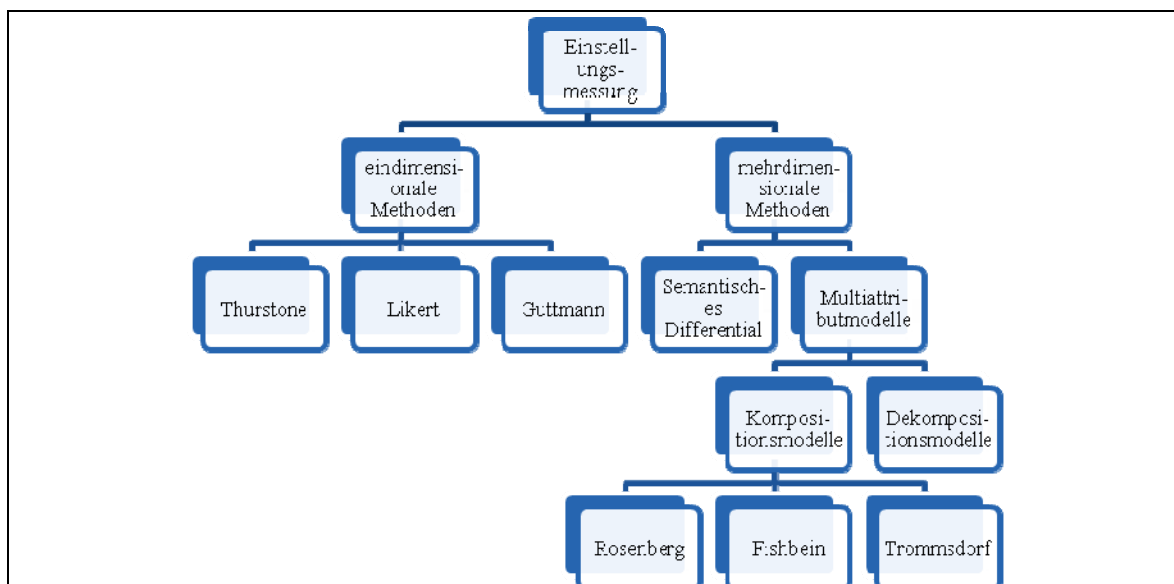 Einstell-
ungs-
messung
eindimensi-
onale
Methoden
mehrdimen-
sionale
Methoden
Thurstone
Likert
Guttmann
Semantisch-
es
Differential
Multiattri-
butmodelle
Komposi-
tionsmodelle
Dekomposi-
tionsmodelle
Rosenberg
Fishbein
Trommsdorf